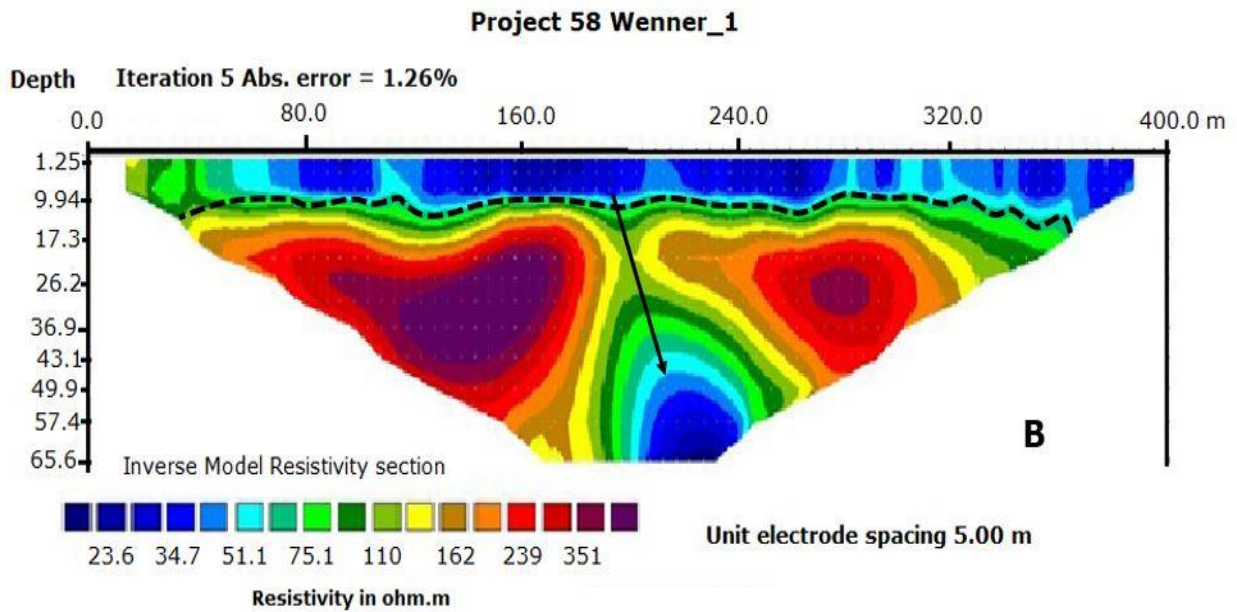 Project 58 Wenner_1
Depth Iteration 5 Abs. error = 1.26%
0.0 80.0 160.0 240.0 320.0 400.0 m
1.25
9.94
17.3
26.2
36.9
43.1
49.9
57.4
65.6
B
Inverse Model Resistivity section
23.6 34.7 51.1 75.1 110 162 239 351
Unit electrode spacing 5.00 m
Resistivity in ohm.m